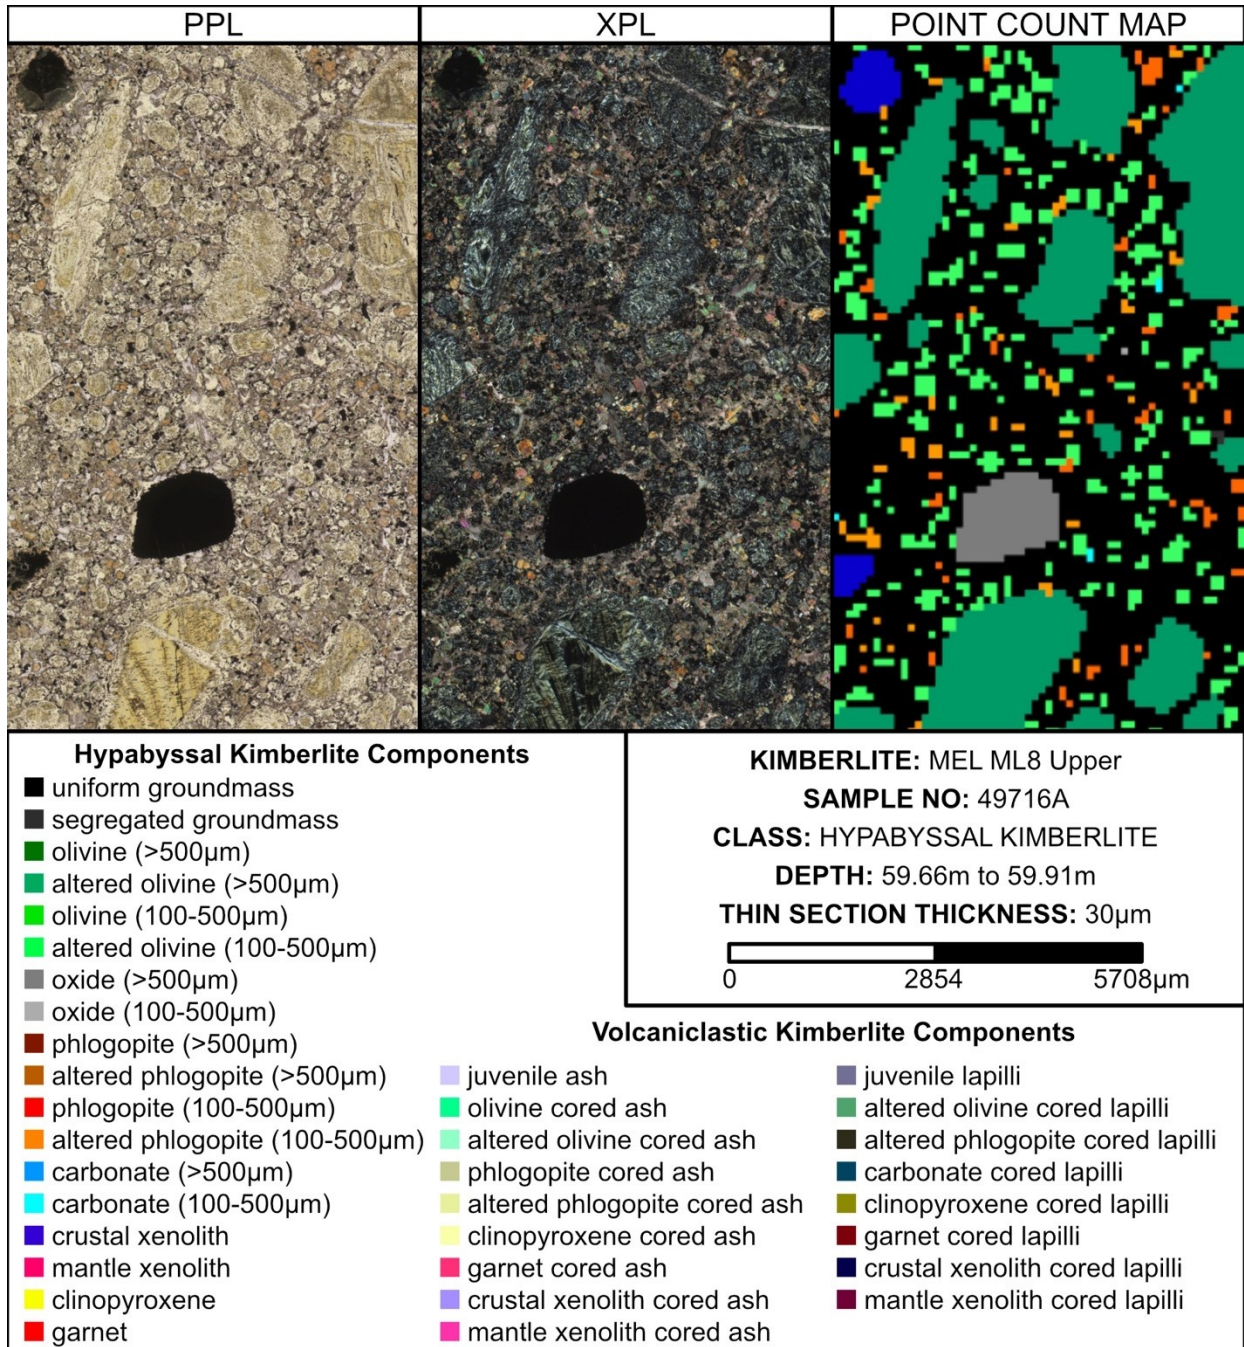 PPL
XPL
POINT COUNT MAP
Hypabyssal Kimberlite Components
uniform groundmass
segregated groundmass
olivine (>500µm)
altered olivine (>500µm)
olivine (100-500µm)
altered olivine (100-500µm)
oxide (>500µm)
oxide (100-500µm)
phlogopite (>500µm)
altered phlogopite (>500µm)
phlogopite (100-500µm)
altered phlogopite (100-500µm)
carbonate (>500µm)
carbonate (100-500µm)
crustal xenolith
mantle xenolith
clinopyroxene
garnet
KIMBERLITE: MEL ML8 Upper
SAMPLE NO: 49716A
CLASS: HYPABYSSAL KIMBERLITE
DEPTH: 59.66m to 59.91m
THIN SECTION THICKNESS: 30µm
0 2854 5708µm
Volcaniclastic Kimberlite Components
juvenile ash
olivine cored ash
altered olivine cored ash
phlogopite cored ash
altered phlogopite cored ash
clinopyroxene cored ash
garnet cored ash
crustal xenolith cored ash
mantle xenolith cored ash
juvenile lapilli
altered olivine cored lapilli
altered phlogopite cored lapilli
carbonate cored lapilli
clinopyroxene cored lapilli
garnet cored lapilli
crustal xenolith cored lapilli
mantle xenolith cored lapilli